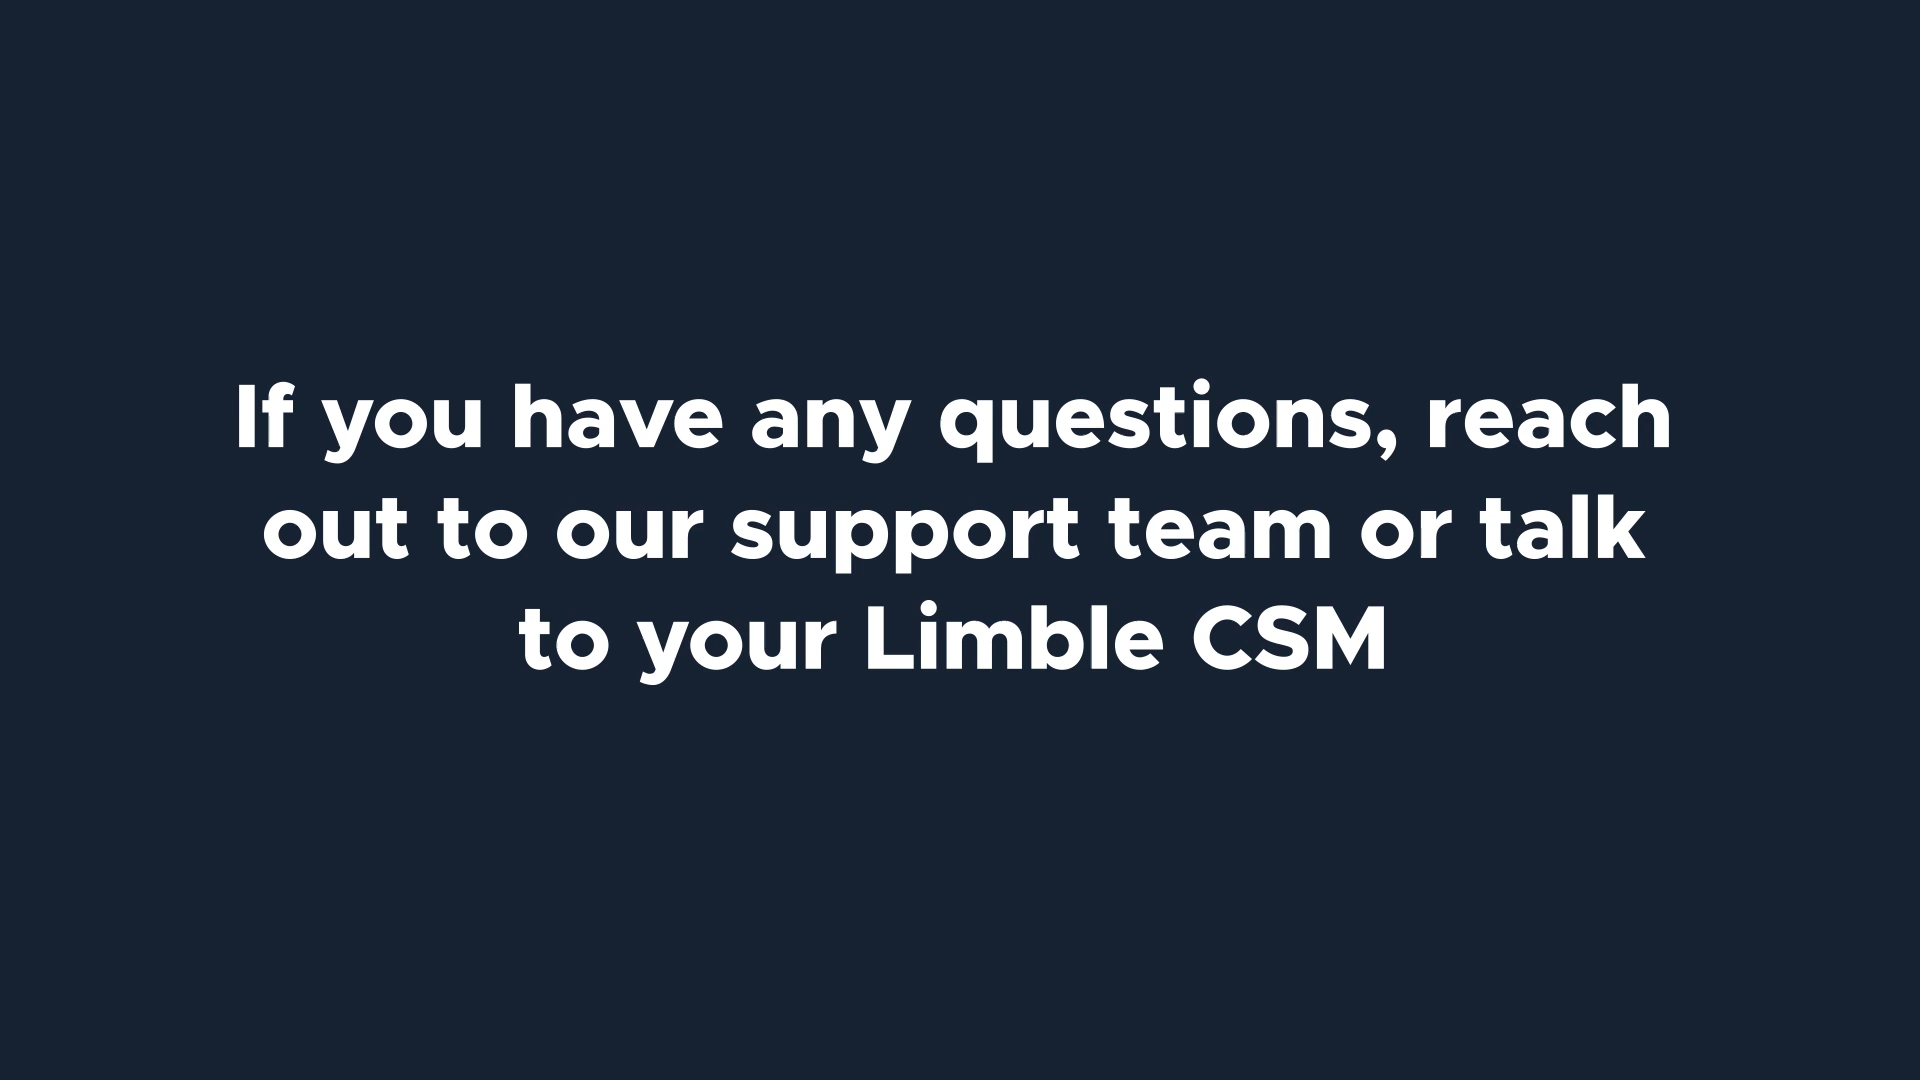 If you have any questions, reach
out to our support team or talk
to your Limble CSM